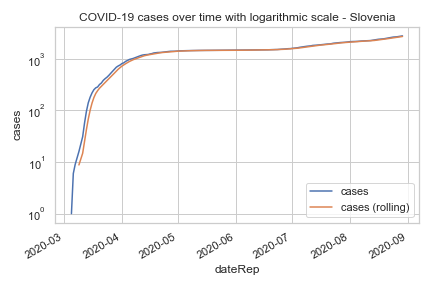 COVID-19 cases over time with logarithmic scale - Slovenia
cases
10³
10²
10¹
10⁰
cases
cases (rolling)
2020-03
2020-04
2020-05
2020-06
2020-07
2020-08
2020-09
dateRep